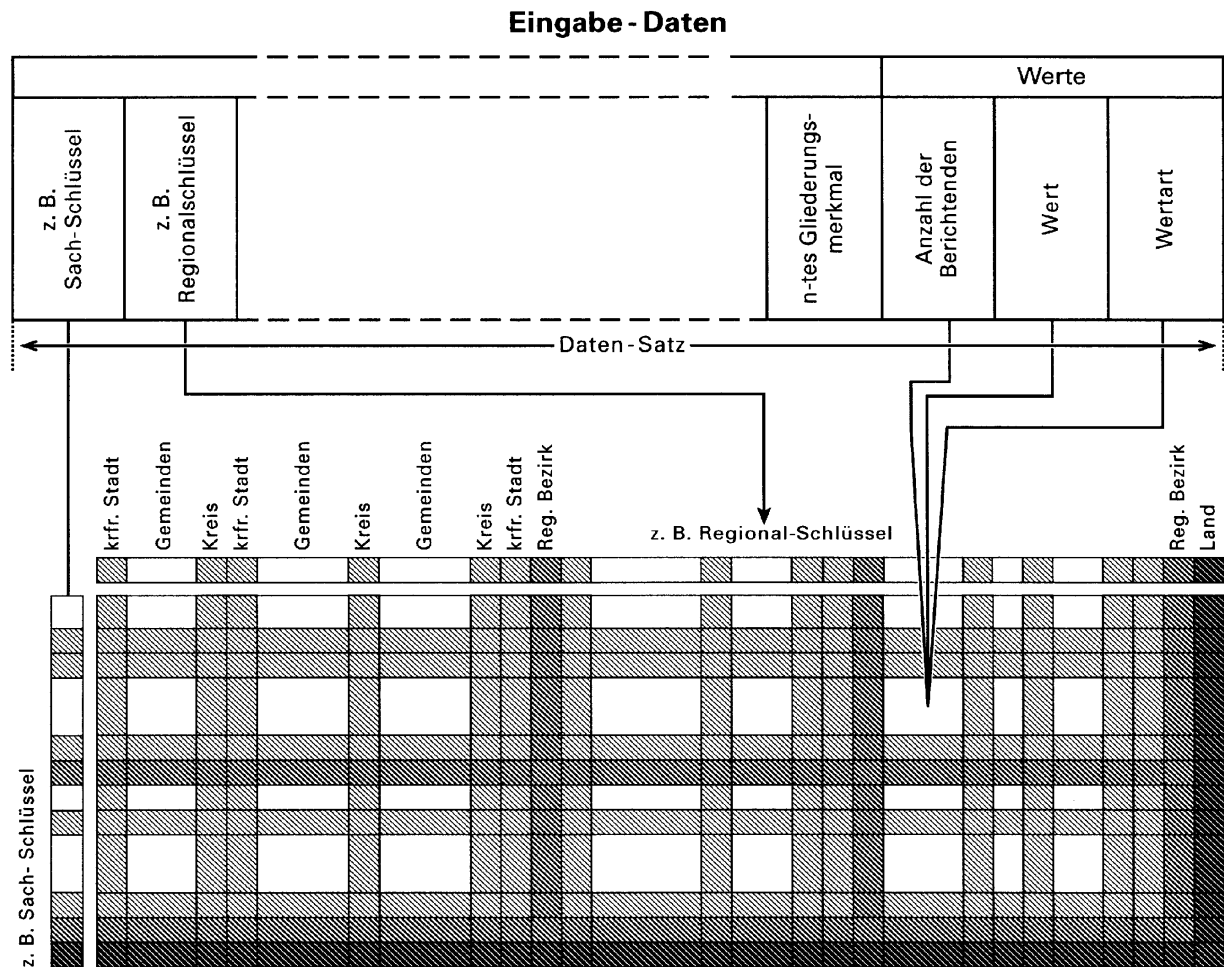 Eingabe-Daten
Werte
z. B.
Sach-Schlüssel
z. B.
Regionalschlüssel
n-tes Gliederungs-
merkmal
Anzahl der
Berichtenden
Wert
Wertart
Daten-Satz
krfr. Stadt
Gemeinden
Kreis
krfr. Stadt
Gemeinden
Kreis
Gemeinden
Kreis
krfr. Stadt
Reg. Bezirk
z. B. Regional-Schlüssel
Reg. Bezirk
Land
z. B. Sach-Schlüssel